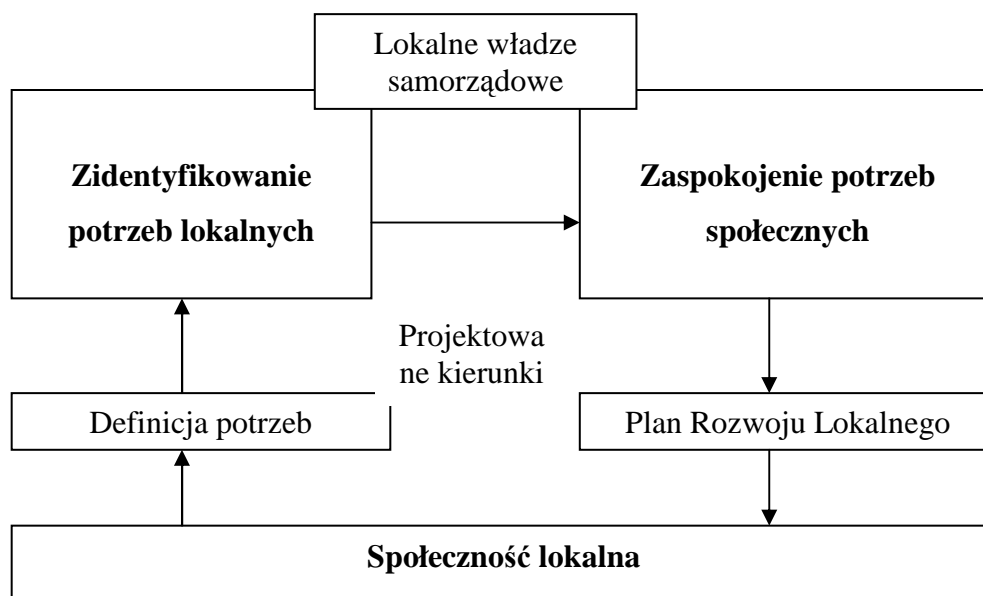 Lokalne władze
samorządowe
Zidentyfikowanie
potrzeb lokalnych
Zaspokojenie potrzeb
społecznych
Projektowa
ne kierunki
Definicja potrzeb
Plan Rozwoju Lokalnego
Społeczność lokalna